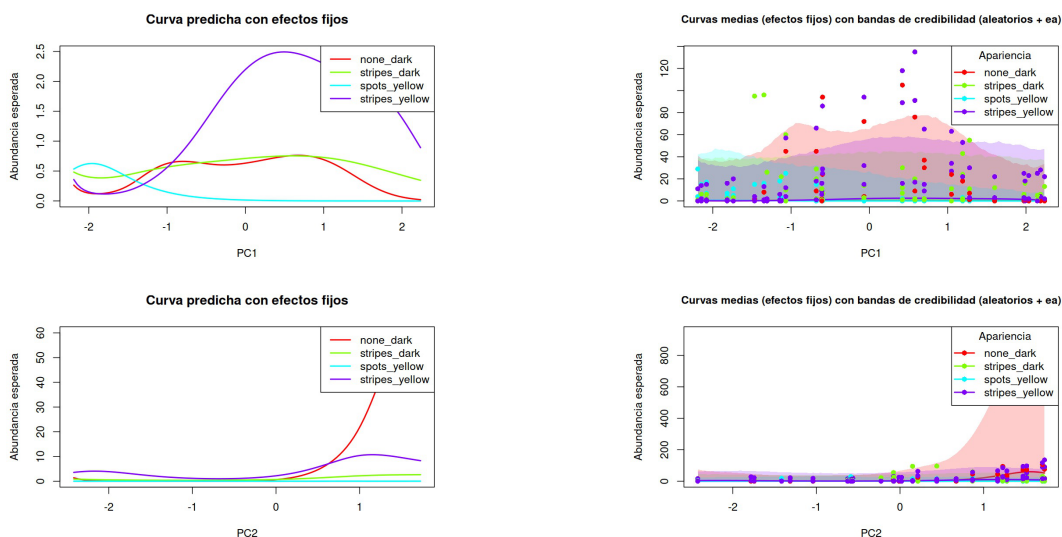 Curva predicha con efectos fijos
Abundancia esperada
2.5
2.0
1.5
1.0
0.5
0.0
none_dark
stripes_dark
spots_yellow
stripes_yellow
-2 -1 0 1 2
PC1
Curvas medias (efectos fijos) con bandas de credibilidad (aleatorios + ea)
Abundancia esperada
120
80
60
40
20
0
Apariencia
none_dark
stripes_dark
spots_yellow
stripes_yellow
-2 -1 0 1 2
PC1
Curva predicha con efectos fijos
Abundancia esperada
60
50
40
30
20
10
0
none_dark
stripes_dark
spots_yellow
stripes_yellow
-2 -1 0 1
PC2
Curvas medias (efectos fijos) con bandas de credibilidad (aleatorios + ea)
Abundancia esperada
800
600
400
200
0
Apariencia
none_dark
stripes_dark
spots_yellow
stripes_yellow
-2 -1 0 1
PC2